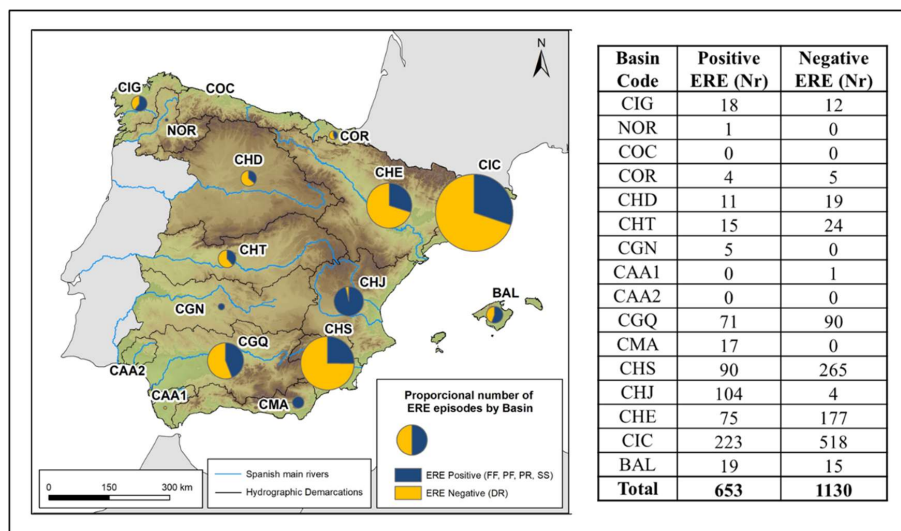 N
CIG
COC
NOR
COR
CIC
CHE
CHD
CHT
CHJ
BAL
CGN
CHS
CGQ
CAA2
CAA1
CMA
Proporcional number of
ERE episodes by Basin
ERE Positive (FF, PF, PR, SS)
ERE Negative (DR)
Spanish main rivers
Hydrographic Demarcations
0 150 300 km
Basin Code Positive ERE (Nr) Negative ERE (Nr)
CIG 18 12
NOR 1 0
COC 0 0
COR 4 5
CHD 11 19
CHT 15 24
CGN 5 0
CAA1 0 1
CAA2 0 0
CGQ 71 90
CMA 17 0
CHS 90 265
CHJ 104 4
CHE 75 177
CIC 223 518
BAL 19 15
Total 653 1130